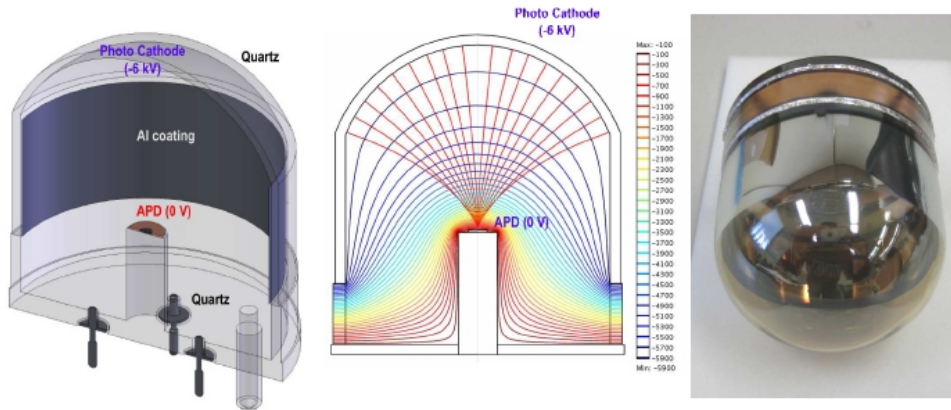 Photo Cathode
(-6 kV)
Quartz
Al coating
APD (0 V)
Quartz
Photo Cathode
(-6 kV)
APD (0 V)
Max: -100
-100
-300
-500
-700
-900
-1100
-1300
-1500
-1700
-1900
-2100
-2300
-2500
-2700
-2900
-3100
-3300
-3500
-3700
-3900
-4100
-4300
-4500
-4700
-4900
-5100
-5300
-5500
-5700
-5900
Min: -5900